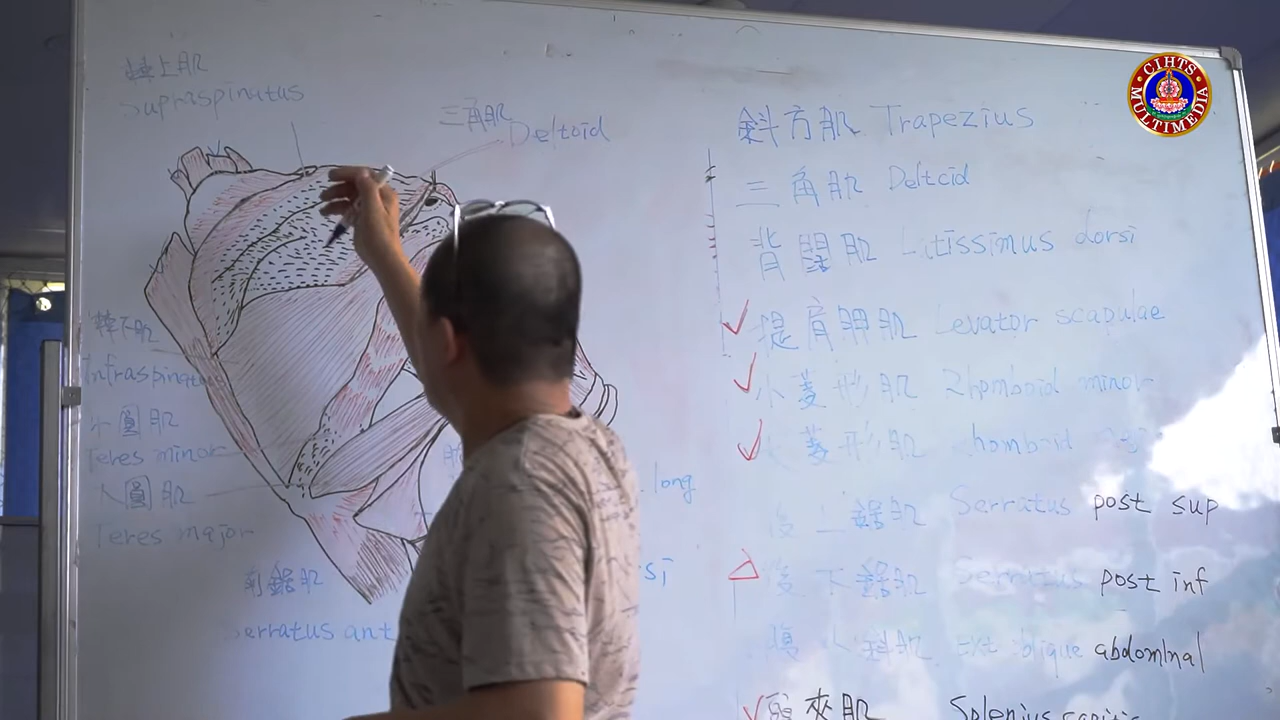 棘上肌
Supraspinatus
三角肌 Deltoid
棘下肌
Infraspinatus
小圓肌
Teres minor
大圓肌
Teres major
前鋸肌
Serratus ant
long
si
斜方肌 Trapezius
三角肌 Deltoid
背闊肌 Latissimus dorsi
提肩胛肌 Levator scapulae
小菱形肌 Rhomboid minor
菱形肌 homboid
後上鋸肌 Serratus post sup
後下鋸肌 Serratus post inf
腹 肌 Ext oblique abdominal
頭夾肌 Splenius capitis
CIHTS MULTIMEDIA